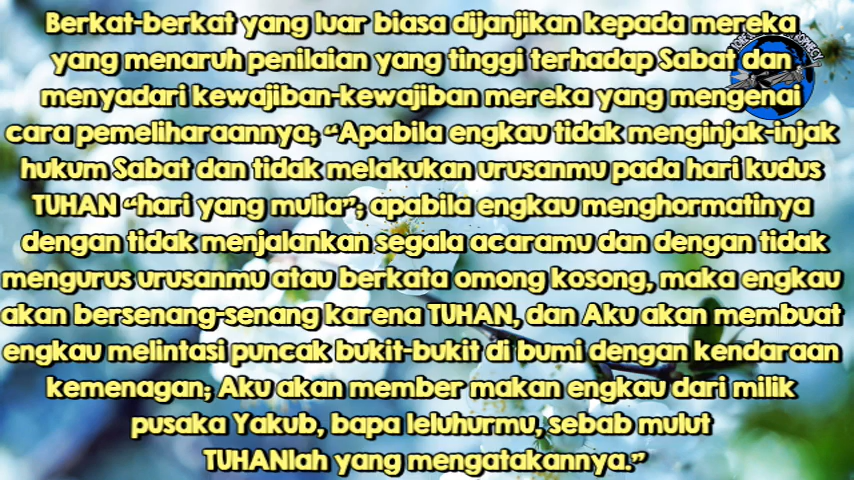 Berkat-berkat yang luar biasa dijanjikan kepada mereka
yang menaruh penilaian yang tinggi terhadap Sabat dan
menyadari kewajiban-kewajiban mereka yang mengenai
cara pemeliharaannya; “Apabila engkau tidak menginjak-injak
hukum Sabat dan tidak melakukan urusanmu pada hari kudus
TUHAN “hari yang mulia”; apabila engkau menghormatinya
dengan tidak menjalankan segala acaramu dan dengan tidak
mengurus urusanmu atau berkata omong kosong, maka engkau
akan bersenang-senang karena TUHAN, dan Aku akan membuat
engkau melintasi puncak bukit-bukit di bumi dengan kendaraan
kemenagan; Aku akan member makan engkau dari milik
pusaka Yakub, bapa leluhurmu, sebab mulut
TUHANlah yang mengatakannya.”